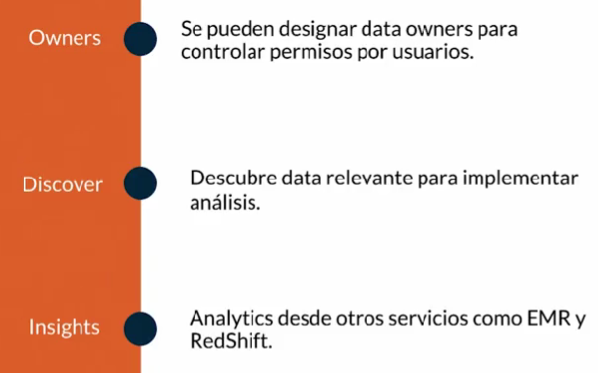 Owners
Se pueden designar data owners para
controlar permisos por usuarios.
Discover
Descubre data relevante para implementar
análisis.
Insights
Analytics desde otros servicios como EMR y
RedShift.